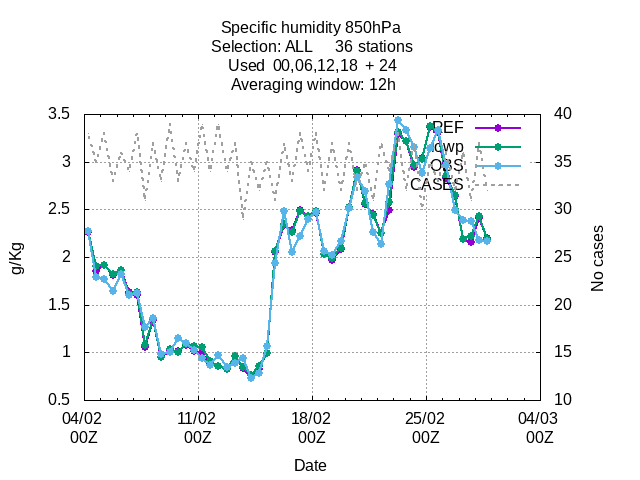 Specific humidity 850hPa
Selection: ALL 36 stations
Used 00,06,12,18 + 24
Averaging window: 12h
3.5
3
2.5
2
1.5
1
0.5
g/Kg
40
35
30
25
20
15
10
No cases
REF
owp
OBS
CASES
04/02 11/02 18/02 25/02 04/03
00Z 00Z 00Z 00Z 00Z
Date